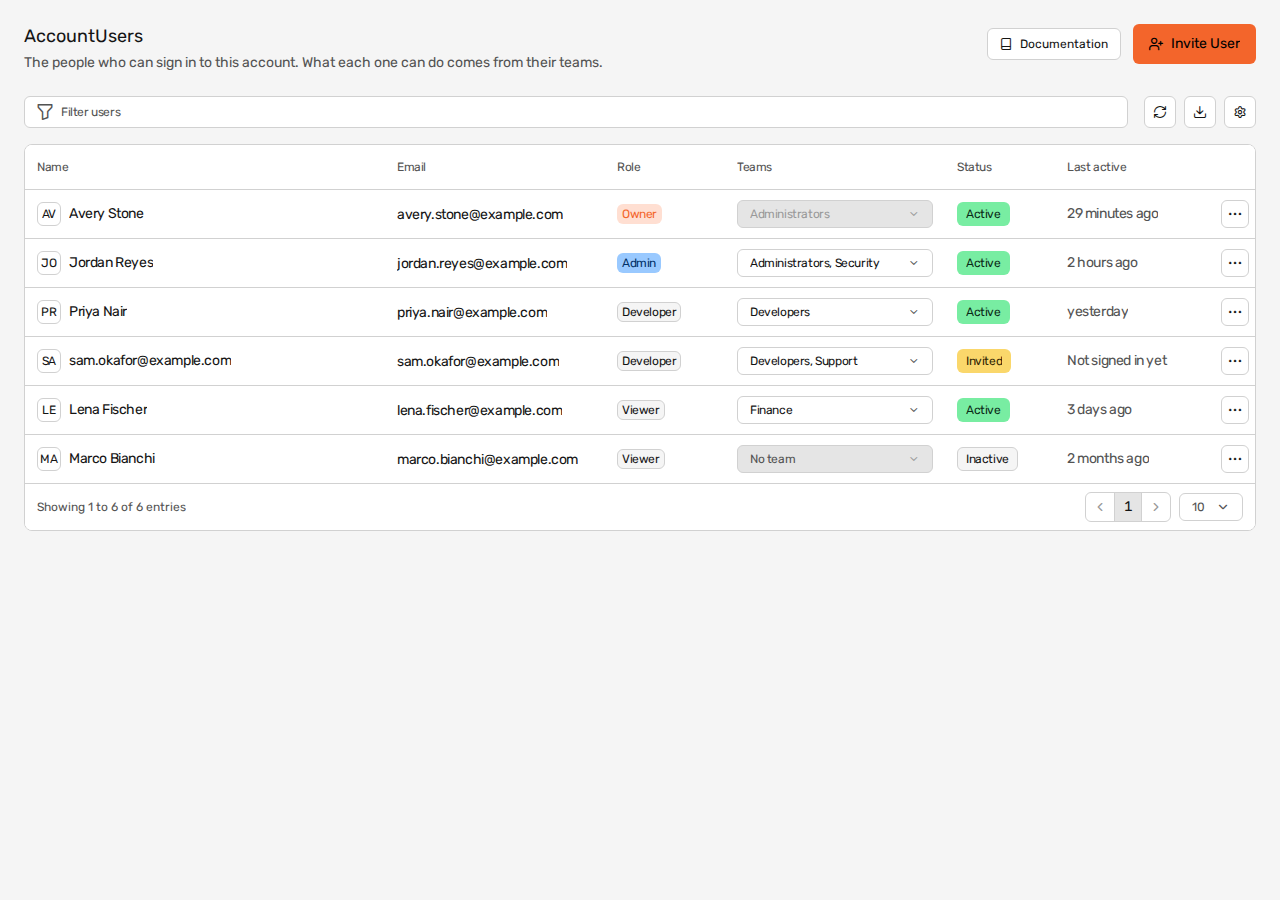 AccountUsers
The people who can sign in to this account. What each one can do comes from their teams.
Documentation
Invite User
Filter users
Name Email Role Teams Status Last active
AV Avery Stone avery.stone@example.com Owner Administrators Active 29 minutes ago
JO Jordan Reyes jordan.reyes@example.com Admin Administrators, Security Active 2 hours ago
PR Priya Nair priya.nair@example.com Developer Developers Active yesterday
SA sam.okafor@example.com sam.okafor@example.com Developer Developers, Support Invited Not signed in yet
LE Lena Fischer lena.fischer@example.com Viewer Finance Active 3 days ago
MA Marco Bianchi marco.bianchi@example.com Viewer No team Inactive 2 months ago
Showing 1 to 6 of 6 entries 1 10